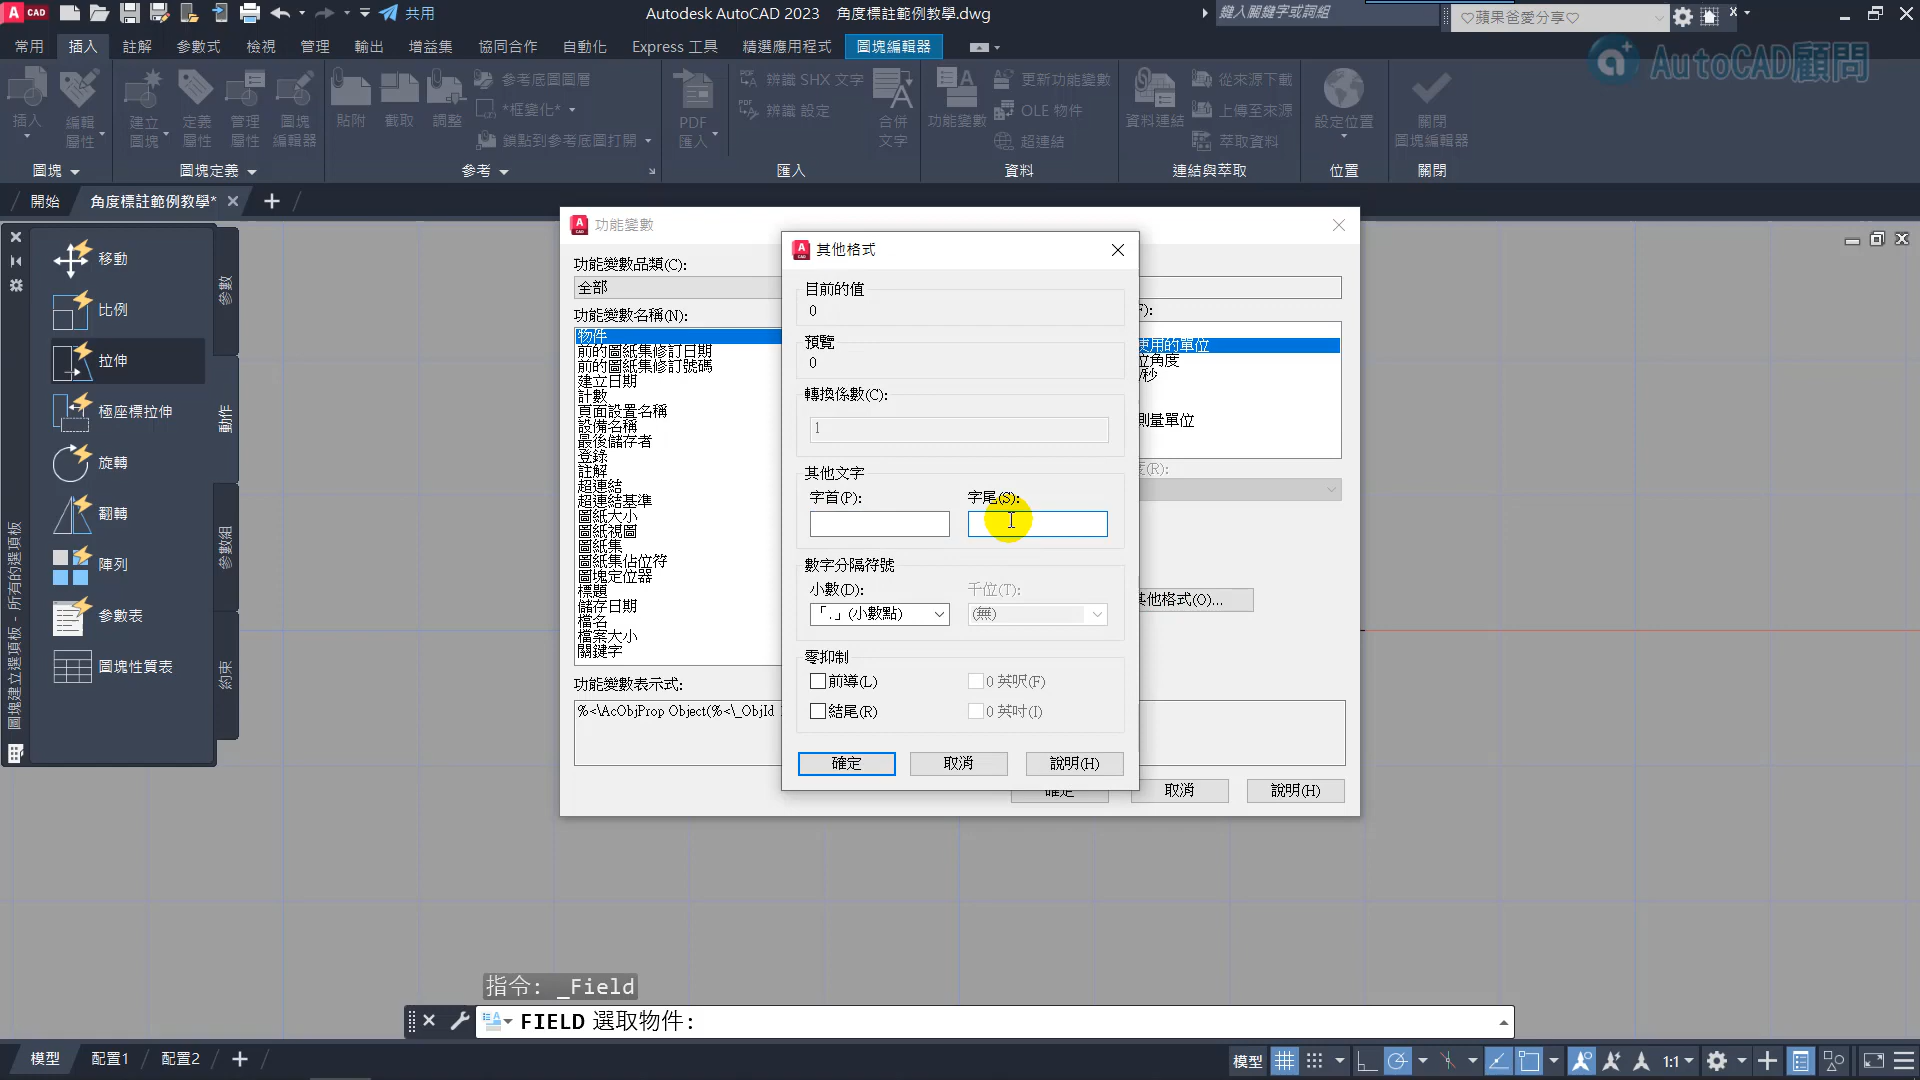 A CAD
共用
Autodesk AutoCAD 2023 角度標註範例教學.dwg
鍵入關鍵字或詞組
♡蘋果爸愛分享♡
常用 插入 註解 參數式 檢視 管理 輸出 增益集 協同合作 自動化 Express 工具 精選應用程式 圖塊編輯器
AutoCAD顧問
插入
編輯
屬性
建立
圖塊
定義
屬性
管理
屬性
圖塊
編輯器
貼附
截取
調整
參考底圖圖層
*框變化*
鎖點到參考底圖打開
PDF
匯入
辨識 SHX 文字
辨識 設定
合併
文字
功能變數
更新功能變數
OLE 物件
超連結
資料連結
從來源下載
上傳至來源
萃取資料
設定位置
關閉
圖塊編輯器
圖塊 圖塊定義 參考 匯入 資料 連結與萃取 位置 關閉
開始 角度標註範例教學*
移動
比例
拉伸
極座標拉伸
旋轉
翻轉
陣列
參數表
圖塊性質表
參數
動作
參數組
約束
圖塊建立選項板 - 所有的選項板
功能變數
功能變數品類(C):
全部
功能變數名稱(N):
物件
前的圖紙集修訂日期
前的圖紙集修訂號碼
建立日期
計數
頁面設置名稱
設備名稱
最後儲存者
登錄
註解
超連結
超連結基準
圖紙大小
圖紙視圖
圖紙集
圖紙集佔位符
圖塊定位器
標題
儲存日期
檔名
檔案大小
關鍵字
功能變數表示式:
%<\AcObjProp Object(%<\_ObjId
使用的單位
位角度
/秒
測量單位
度(R):
其他格式(O)...
確定 取消 說明(H)
其他格式
目前的值
0
預覽
0
轉換係數(C):
1
其他文字
字首(P): 字尾(S):
數字分隔符號
小數(D): 千位(T):
「.」(小數點) (無)
零抑制
前導(L) 0 英呎(F)
結尾(R) 0 英吋(I)
確定 取消 說明(H)
指令: _Field
FIELD 選取物件:
模型 配置1 配置2
模型 1:1